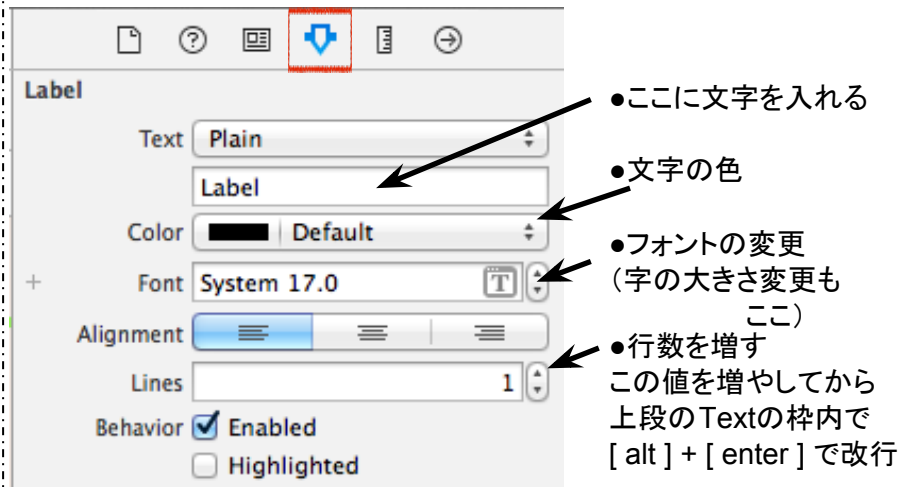 Label
Text Plain
Label
Color Default
Font System 17.0
Alignment
Lines 1
Behavior Enabled
Highlighted
●ここに文字を入れる
●文字の色
●フォントの変更
（字の大きさ変更も
ここ）
●行数を増す
この値を増やしてから
上段のTextの枠内で
[ alt ] + [ enter ] で改行